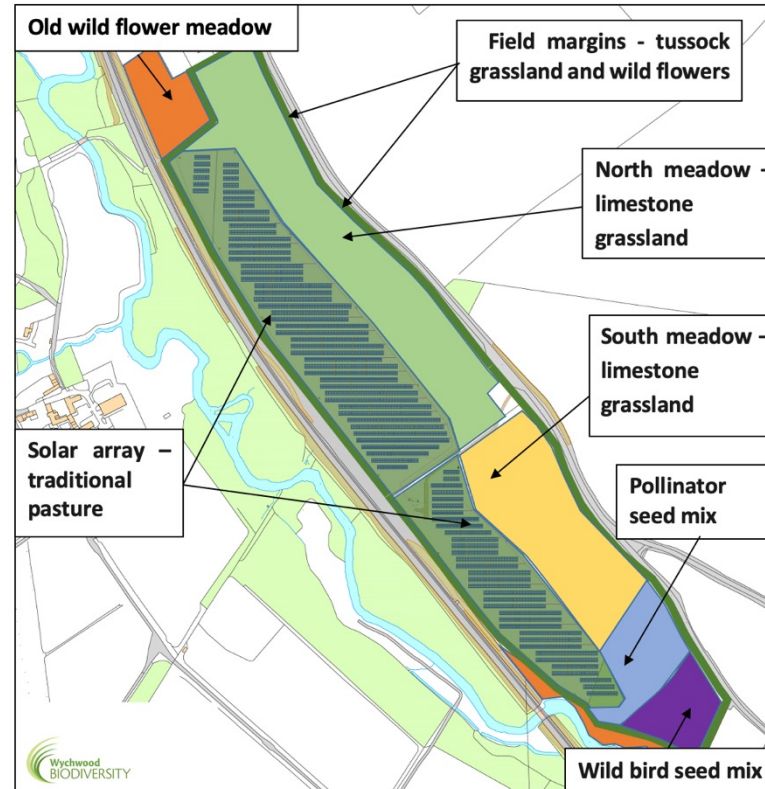 Old wild flower meadow
Field margins - tussock
grassland and wild flowers
North meadow -
limestone
grassland
South meadow –
limestone
grassland
Solar array –
traditional
pasture
Pollinator
seed mix
Wild bird seed mix
Wychwood
BIODIVERSITY